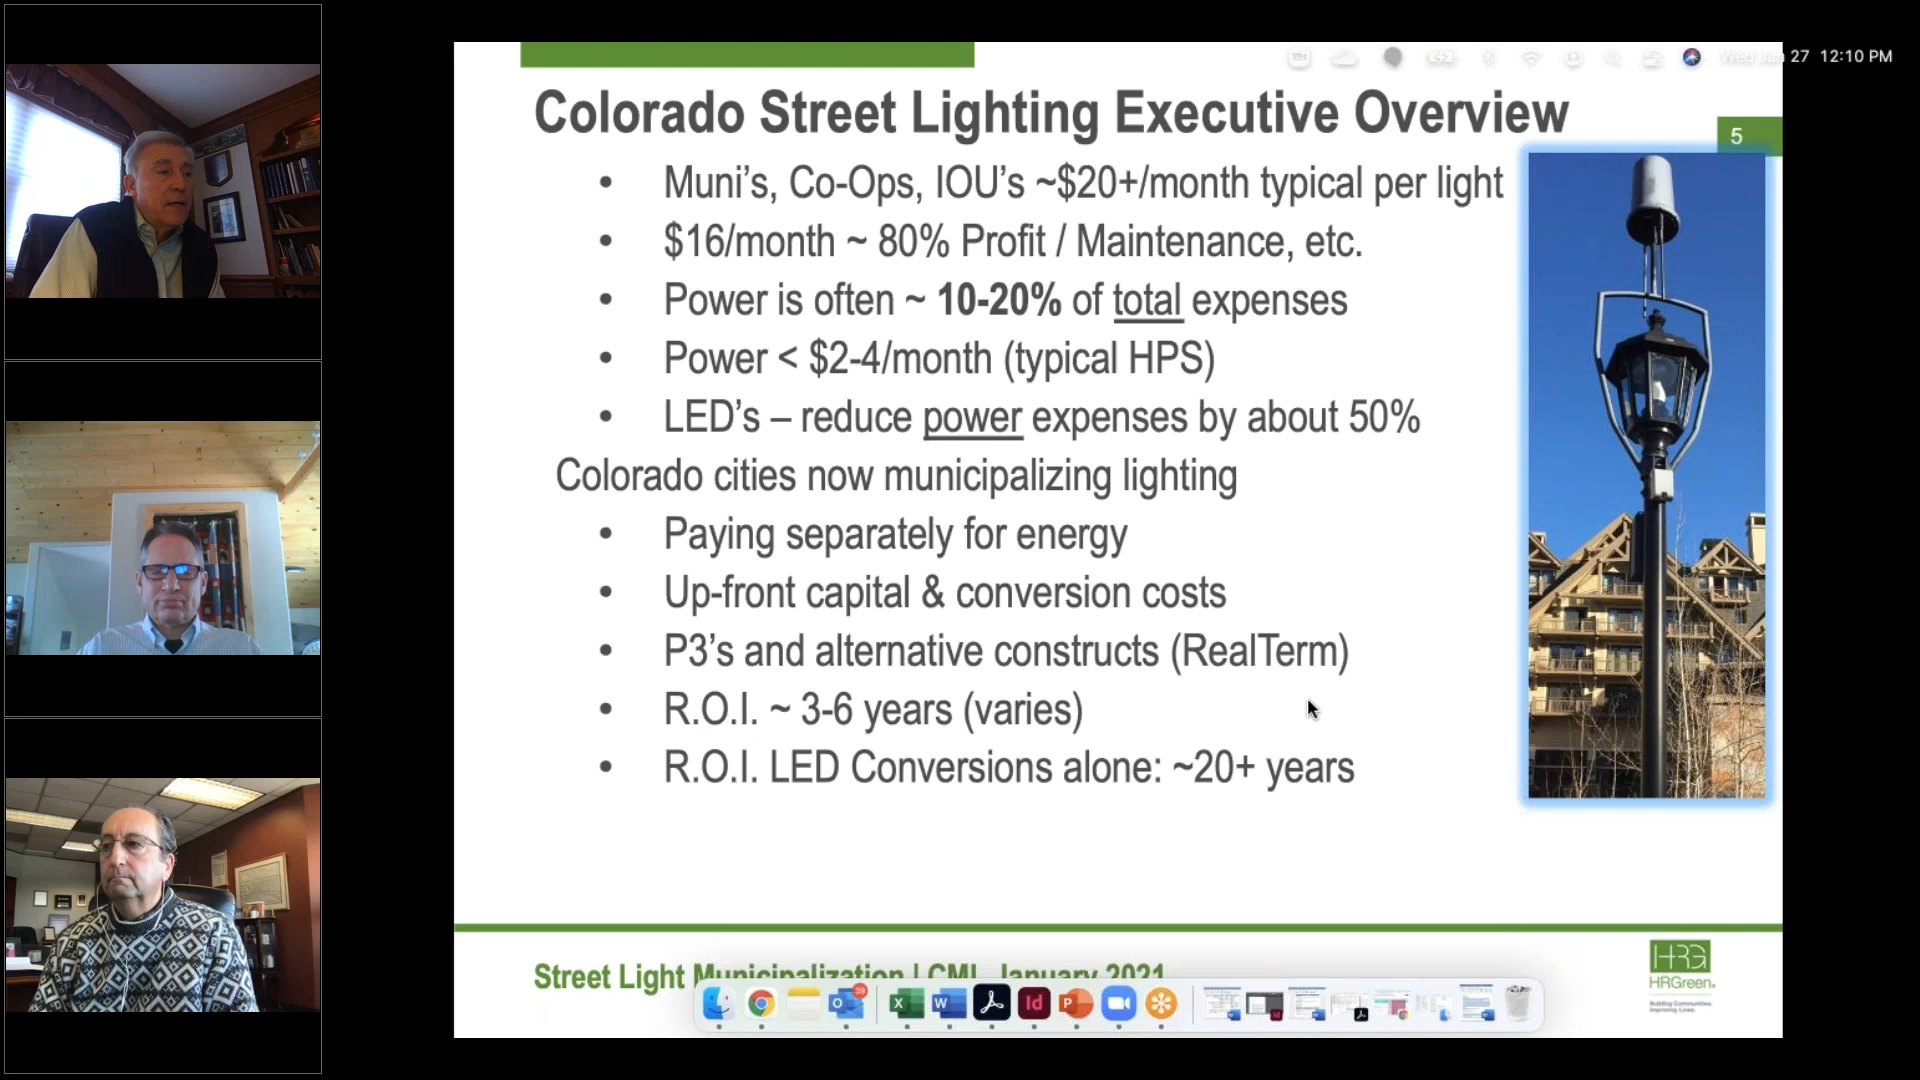 Wed Jan 27 12:10 PM
Colorado Street Lighting Executive Overview
5
• Muni's, Co-Ops, IOU's ~$20+/month typical per light
• $16/month ~ 80% Profit / Maintenance, etc.
• Power is often ~ 10-20% of total expenses
• Power < $2-4/month (typical HPS)
• LED's – reduce power expenses by about 50%
Colorado cities now municipalizing lighting
• Paying separately for energy
• Up-front capital & conversion costs
• P3's and alternative constructs (RealTerm)
• R.O.I. ~ 3-6 years (varies)
• R.O.I. LED Conversions alone: ~20+ years
Street Light Municipalization | CML January 2021
HRG
HRGreen®
Building Communities.
Improving Lives.
39
X
W
Id
P